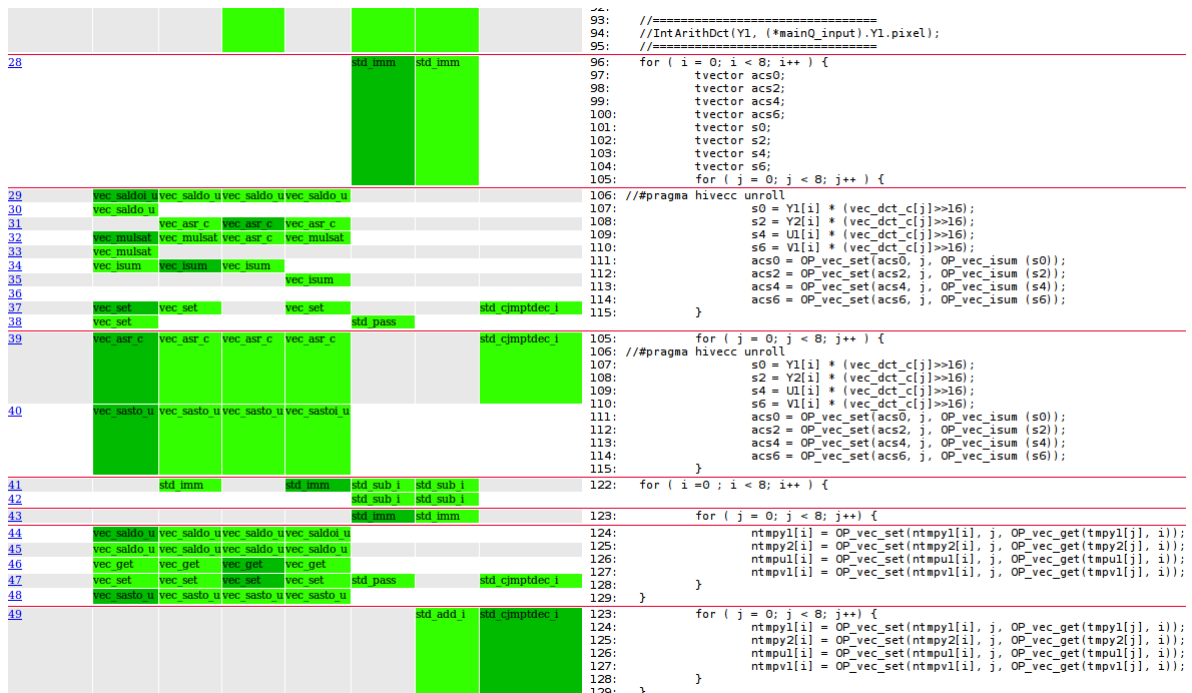 92:
93: //================================
94: //IntArithDct(Y1, (*mainQ_input).Y1.pixel);
95: //================================
28 std_imm std_imm 96: for ( i = 0; i < 8; i++ ) {
97: tvector acs0;
98: tvector acs2;
99: tvector acs4;
100: tvector acs6;
101: tvector s0;
102: tvector s2;
103: tvector s4;
104: tvector s6;
105: for ( j = 0; j < 8; j++ ) {
29 vec_saldoi_u vec_saldo_u vec_saldo_u vec_saldo_u 106: //#pragma hivecc unroll
30 vec_saldo_u 107: s0 = Y1[i] * (vec_dct_c[j]>>16);
31 vec_asr_c vec_asr_c vec_asr_c 108: s2 = Y2[i] * (vec_dct_c[j]>>16);
32 vec_mulsat vec_mulsat vec_asr_c vec_mulsat 109: s4 = U1[i] * (vec_dct_c[j]>>16);
33 vec_mulsat 110: s6 = V1[i] * (vec_dct_c[j]>>16);
34 vec_isum vec_isum vec_isum 111: acs0 = OP_vec_set(acs0, j, OP_vec_isum (s0));
35 vec_isum 112: acs2 = OP_vec_set(acs2, j, OP_vec_isum (s2));
36 113: acs4 = OP_vec_set(acs4, j, OP_vec_isum (s4));
37 vec_set vec_set vec_set std_cjmptdec_i 114: acs6 = OP_vec_set(acs6, j, OP_vec_isum (s6));
38 vec_set std_pass 115: }
39 vec_asr_c vec_asr_c vec_asr_c vec_asr_c std_cjmptdec_i 105: for ( j = 0; j < 8; j++ ) {
106: //#pragma hivecc unroll
107: s0 = Y1[i] * (vec_dct_c[j]>>16);
108: s2 = Y2[i] * (vec_dct_c[j]>>16);
109: s4 = U1[i] * (vec_dct_c[j]>>16);
110: s6 = V1[i] * (vec_dct_c[j]>>16);
40 vec_sasto_u vec_sasto_u vec_sasto_u vec_sastoi_u 111: acs0 = OP_vec_set(acs0, j, OP_vec_isum (s0));
112: acs2 = OP_vec_set(acs2, j, OP_vec_isum (s2));
113: acs4 = OP_vec_set(acs4, j, OP_vec_isum (s4));
114: acs6 = OP_vec_set(acs6, j, OP_vec_isum (s6));
115: }
41 std_imm std_imm std_sub_i std_sub_i 122: for ( i =0 ; i < 8; i++ ) {
42 std_sub_i std_sub_i
43 std_imm std_imm 123: for ( j = 0; j < 8; j++) {
44 vec_saldo_u vec_saldo_u vec_saldo_u vec_saldoi_u 124: ntmpy1[i] = OP_vec_set(ntmpy1[i], j, OP_vec_get(tmpy1[j], i));
45 vec_saldo_u vec_saldo_u vec_saldo_u vec_saldo_u 125: ntmpy2[i] = OP_vec_set(ntmpy2[i], j, OP_vec_get(tmpy2[j], i));
46 vec_get vec_get vec_get vec_get 126: ntmpu1[i] = OP_vec_set(ntmpu1[i], j, OP_vec_get(tmpu1[j], i));
47 vec_set vec_set vec_set vec_set std_pass std_cjmptdec_i 127: ntmpv1[i] = OP_vec_set(ntmpv1[i], j, OP_vec_get(tmpv1[j], i));
128: }
48 vec_sasto_u vec_sasto_u vec_sasto_u vec_sasto_u 129: }
49 std_add_i std_cjmptdec_i 123: for ( j = 0; j < 8; j++) {
124: ntmpy1[i] = OP_vec_set(ntmpy1[i], j, OP_vec_get(tmpy1[j], i));
125: ntmpy2[i] = OP_vec_set(ntmpy2[i], j, OP_vec_get(tmpy2[j], i));
126: ntmpu1[i] = OP_vec_set(ntmpu1[i], j, OP_vec_get(tmpu1[j], i));
127: ntmpv1[i] = OP_vec_set(ntmpv1[i], j, OP_vec_get(tmpv1[j], i));
128: }
129: }